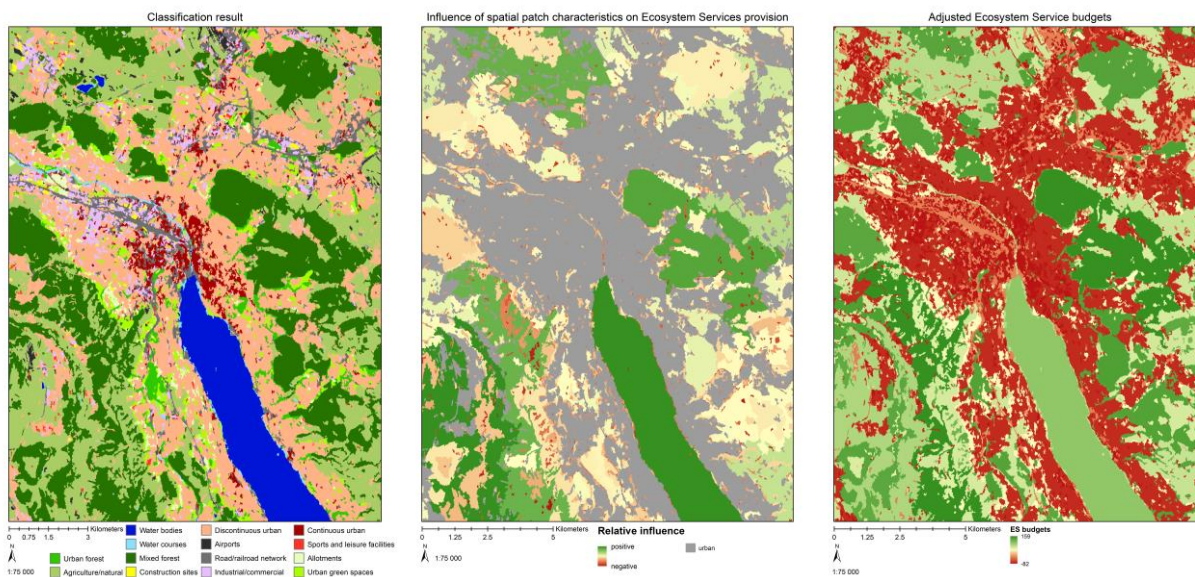 Classification result
Influence of spatial patch characteristics on Ecosystem Services provision
Adjusted Ecosystem Service budgets
0 0.75 1.5 3 Kilometers
N
1:75 000
Urban forest
Agriculture/natural
Water bodies
Water courses
Mixed forest
Construction sites
Discontinuous urban
Airports
Road/railroad network
Industrial/commercial
Continuous urban
Sports and leisure facilities
Allotments
Urban green spaces
0 1.25 2.5 5 Kilometers
N
1:75 000
Relative influence
positive
negative
urban
0 1.25 2.5 5 Kilometers
N
1:75 000
ES budgets
159
-82